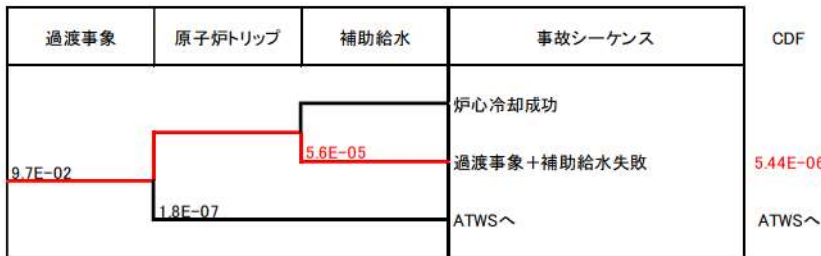 過渡事象 原子炉トリップ 補助給水 事故シーケンス CDF
炉心冷却成功
5.6E-05
過渡事象＋補助給水失敗 5.44E-06
9.7E-02
1.8E-07
ATWSへ ATWSへ